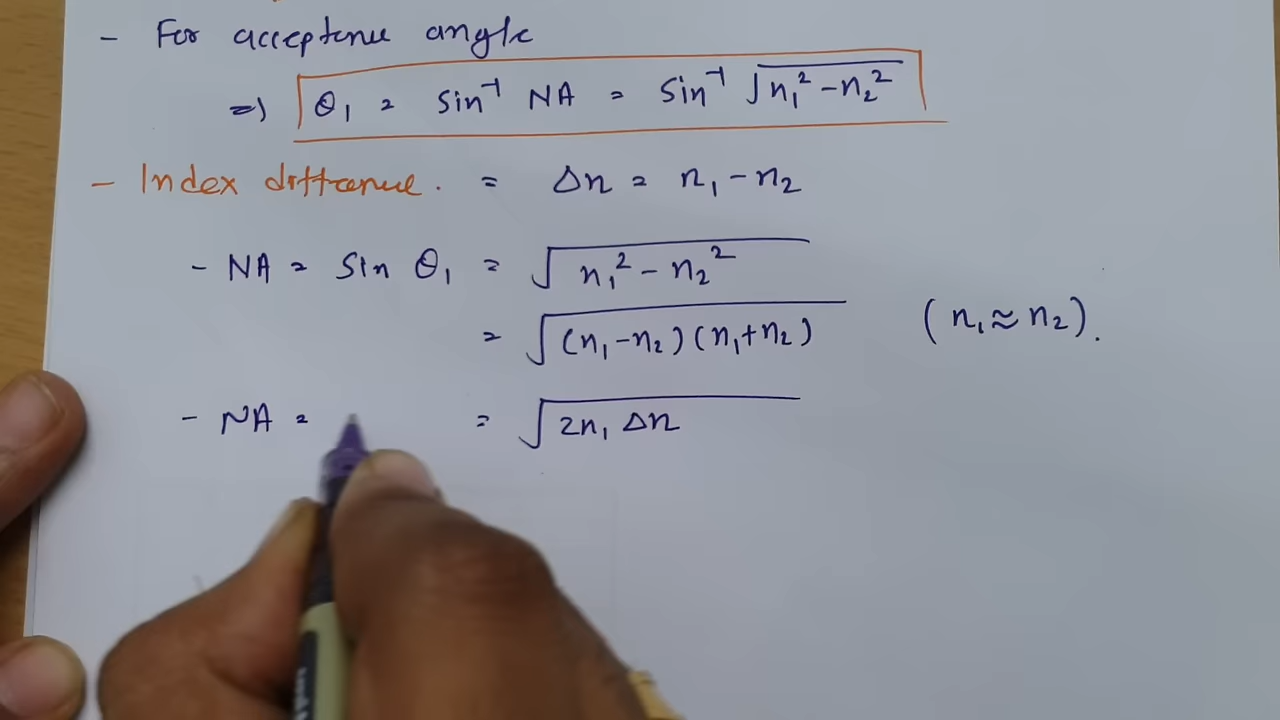 - For acceptence angle
=) θ₁ = Sin⁻¹ NA = Sin⁻¹ √n₁² - n₂²
- Index difference. = Δn = n₁ - n₂
- NA = Sin θ₁ = √n₁² - n₂²
= √(n₁-n₂)(n₁+n₂) (n₁ ≈ n₂).
- NA = = √2n₁ Δn